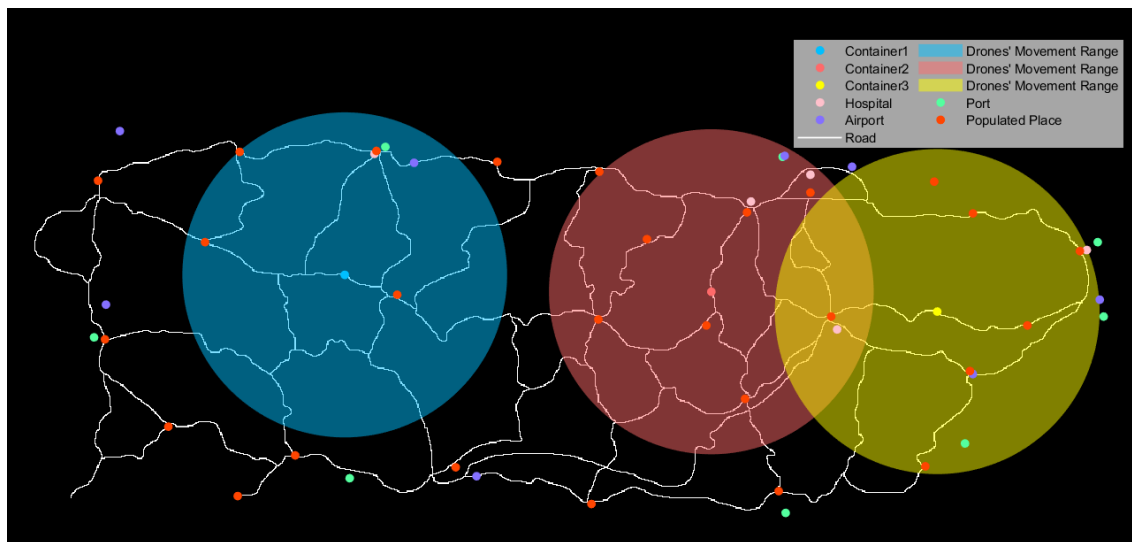 Container1 Drones' Movement Range
Container2 Drones' Movement Range
Container3 Drones' Movement Range
Hospital Port
Airport Populated Place
Road